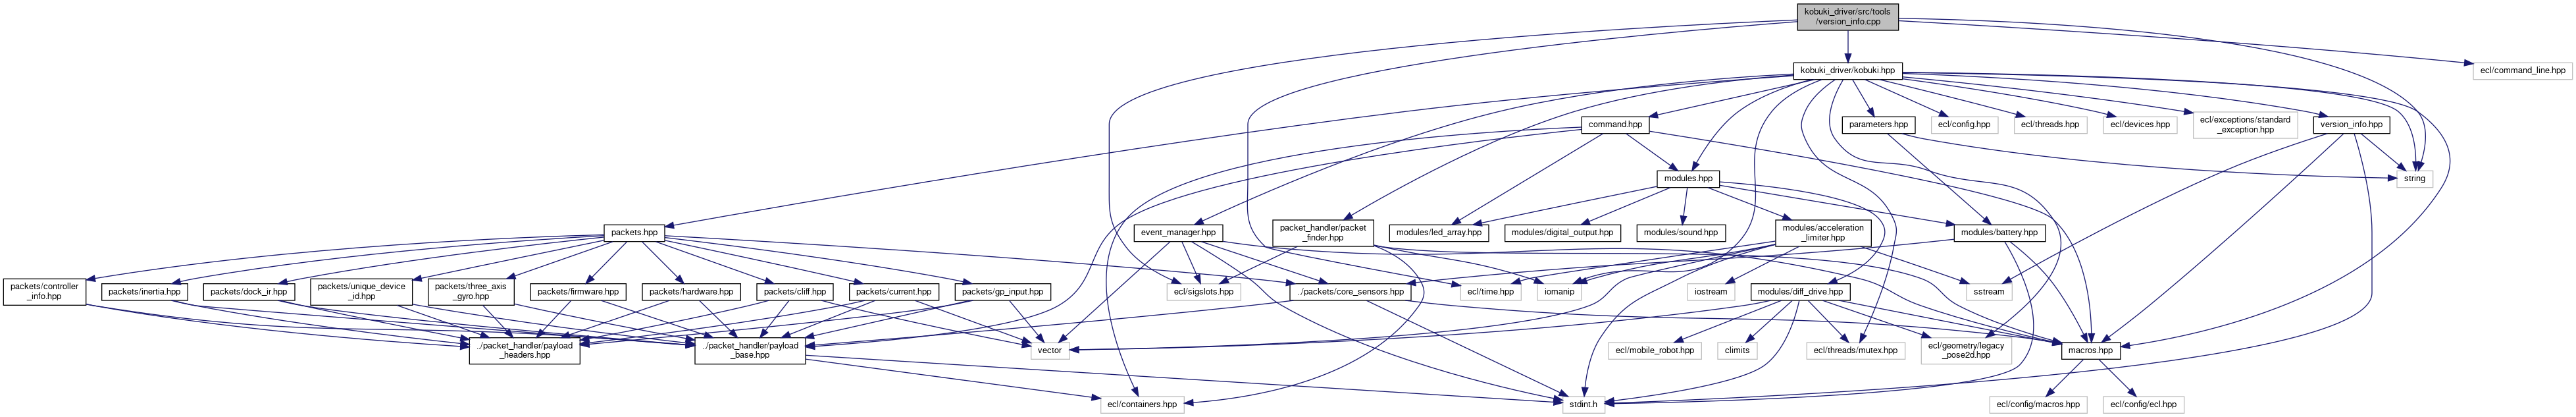 kobuki_driver/src/tools
/version_info.cpp
kobuki_driver/kobuki.hpp
ecl/command_line.hpp
command.hpp
parameters.hpp
ecl/config.hpp
ecl/threads.hpp
ecl/devices.hpp
ecl/exceptions/standard
_exception.hpp
version_info.hpp
modules.hpp
string
packets.hpp
event_manager.hpp
packet_handler/packet
_finder.hpp
modules/led_array.hpp
modules/digital_output.hpp
modules/sound.hpp
modules/acceleration
_limiter.hpp
modules/battery.hpp
packets/controller
_info.hpp
packets/inertia.hpp
packets/dock_ir.hpp
packets/unique_device
_id.hpp
packets/three_axis
_gyro.hpp
packets/firmware.hpp
packets/hardware.hpp
packets/cliff.hpp
packets/current.hpp
packets/gp_input.hpp
ecl/sigslots.hpp
../packets/core_sensors.hpp
ecl/time.hpp
iomanip
iostream
modules/diff_drive.hpp
sstream
../packet_handler/payload
_headers.hpp
../packet_handler/payload
_base.hpp
vector
ecl/mobile_robot.hpp
climits
ecl/threads/mutex.hpp
ecl/geometry/legacy
_pose2d.hpp
macros.hpp
ecl/containers.hpp
stdint.h
ecl/config/macros.hpp
ecl/config/ecl.hpp